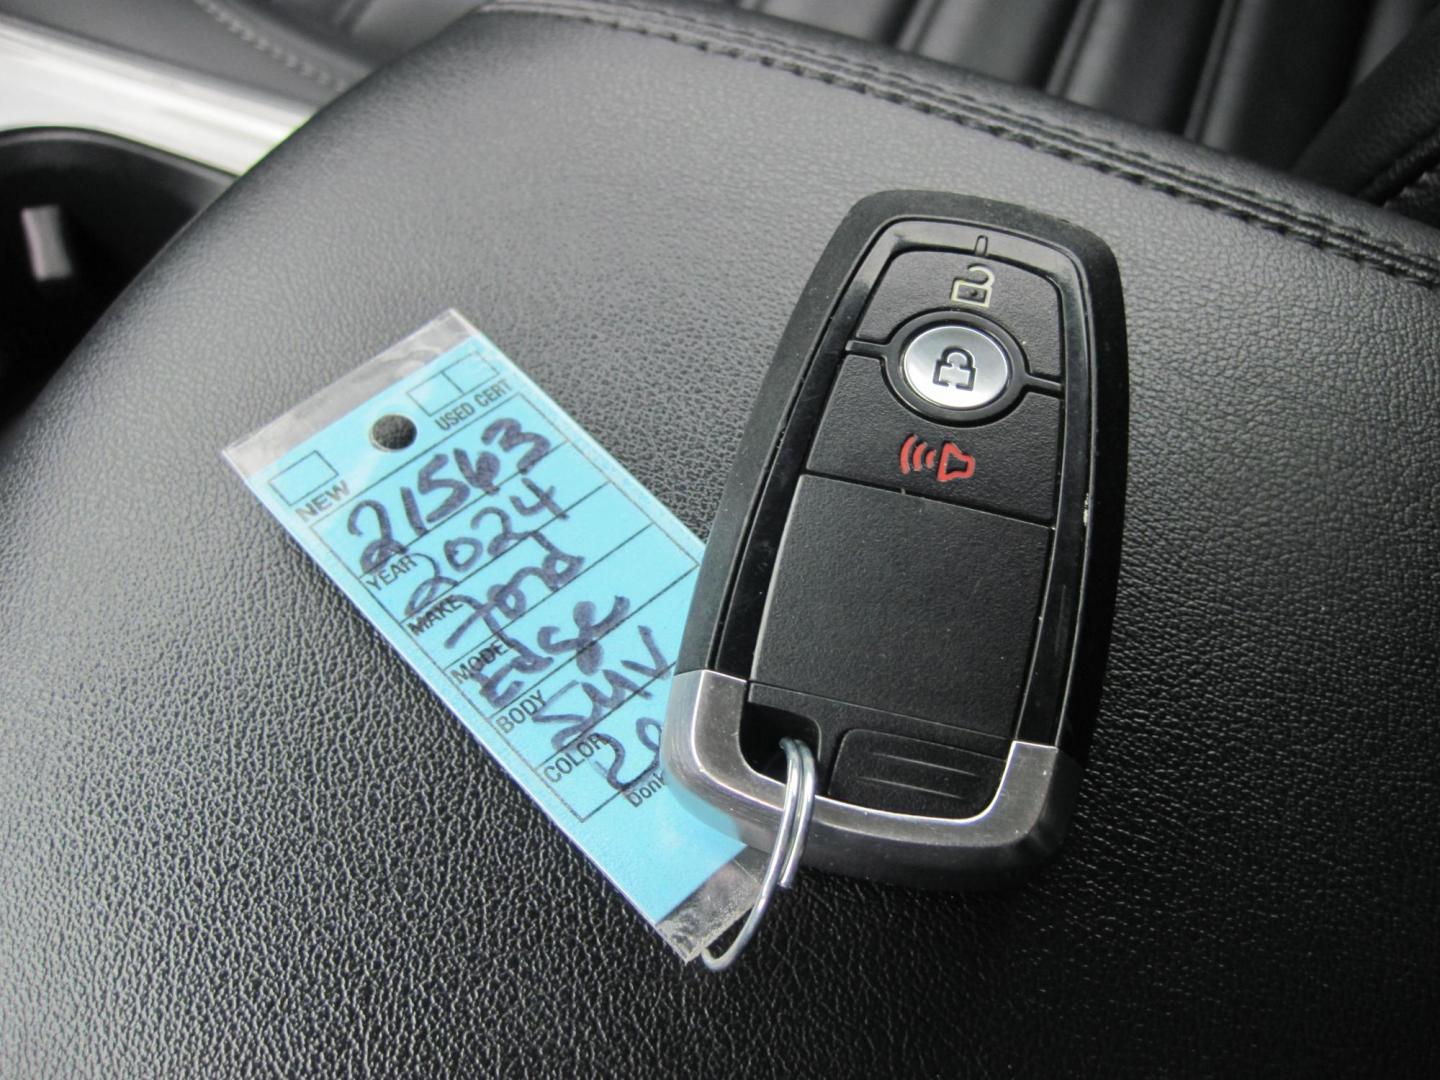 USED CERT
NEW
21563
YEAR 2024
MAKE Ford
MODEL Edge
BODY SUV
COLOR